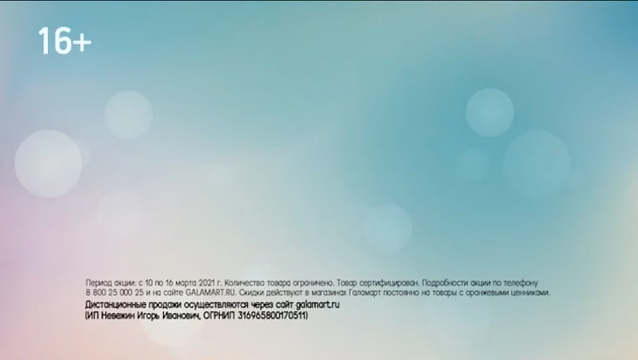 16+
Период акции: с 10 по 16 марта 2021 г. Количество товара ограничено. Товар сертифицирован. Подробности акции по телефону
8 800 25 000 25 и на сайте GALAMART.RU. Скидки действуют в магазинах Галамарт постоянно на товары с оранжевыми ценниками.
Дистанционные продажи осуществляются через сайт galamart.ru
(ИП Невежин Игорь Иванович, ОГРНИП 316965800170511)